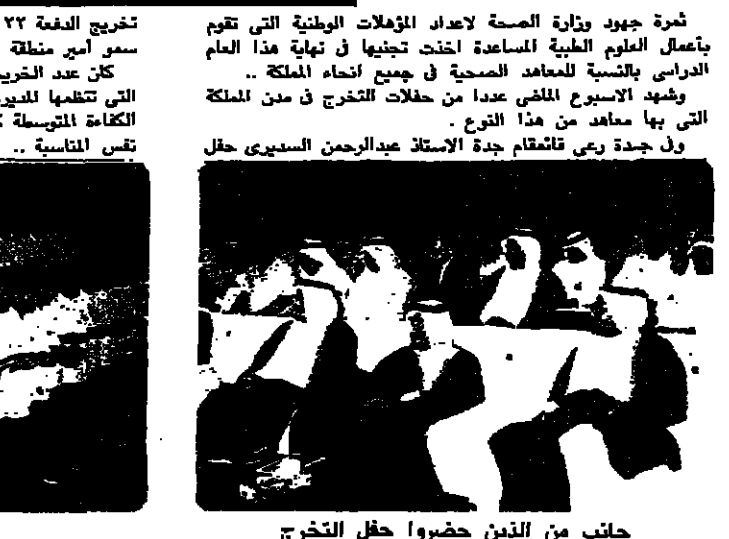 ثمرة جهود وزارة الصحة لاعداد المؤهلات الوطنية التى تقوم
بأعمال العلوم الطبية المساعدة اخذت تجنيها فى نهاية هذا العام
الدراسى بالنسبة للمعاهد الصحية فى جميع انحاء المملكة ..
وشهد الاسبوع الماضى عددا من حفلات التخرج فى مدن المملكة
التى بها معاهد من هذا النوع .
وفى جدة رعى قائمقام جدة الاستاذ عبدالرحمن السديرى حفل
جانب من الذين حضروا حفل التخرج
تخريج الدفعة ٢٢
سمو أمير منطقة
كان عدد الخريج
التى تنظمها المدير
الكفاءة المتوسطة
نفس المناسبة ..